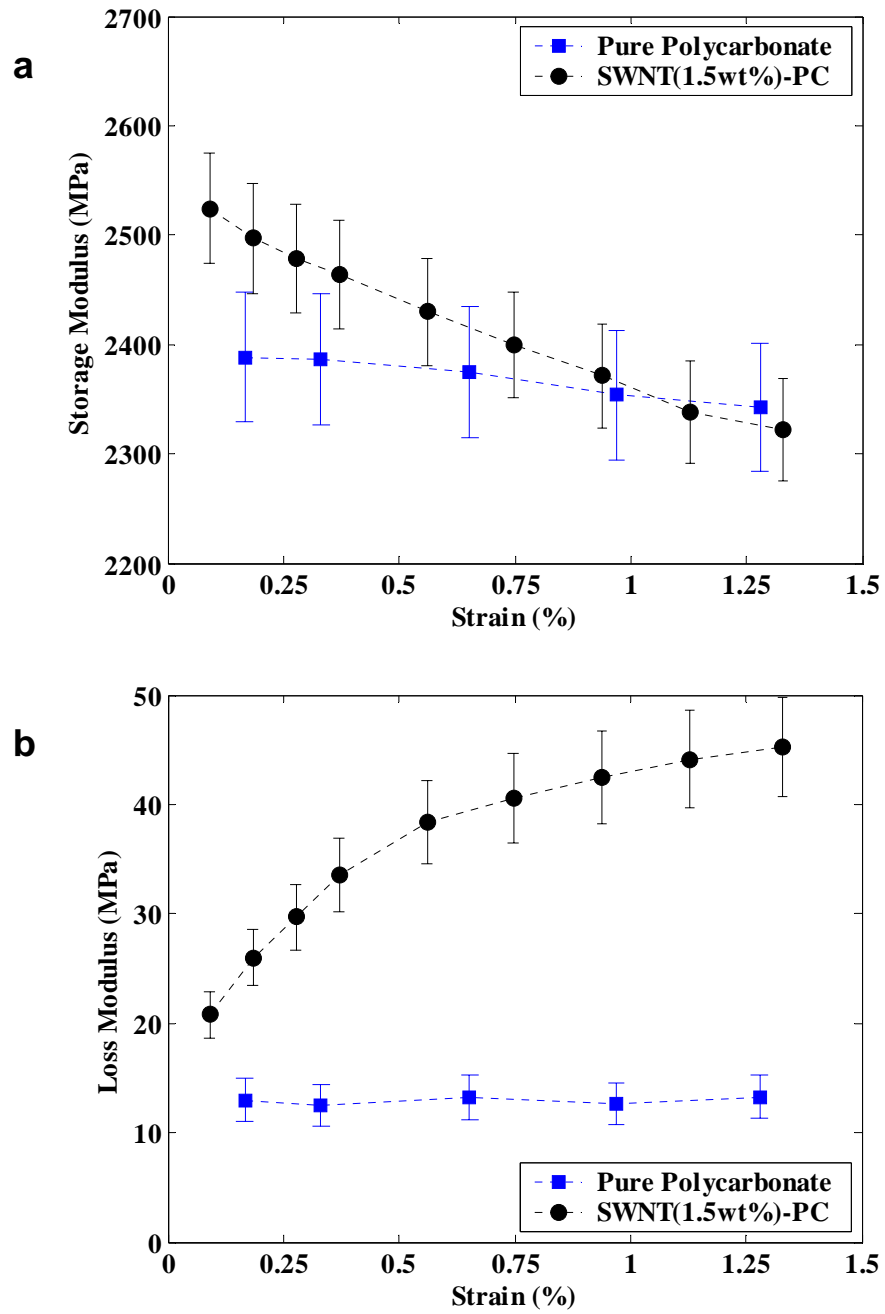 a
2700
2600
2500
2400
2300
2200
Storage Modulus (MPa)
Pure Polycarbonate
SWNT(1.5wt%)-PC
0 0.25 0.5 0.75 1 1.25 1.5
Strain (%)
b
50
40
30
20
10
0
Loss Modulus (MPa)
Pure Polycarbonate
SWNT(1.5wt%)-PC
0 0.25 0.5 0.75 1 1.25 1.5
Strain (%)